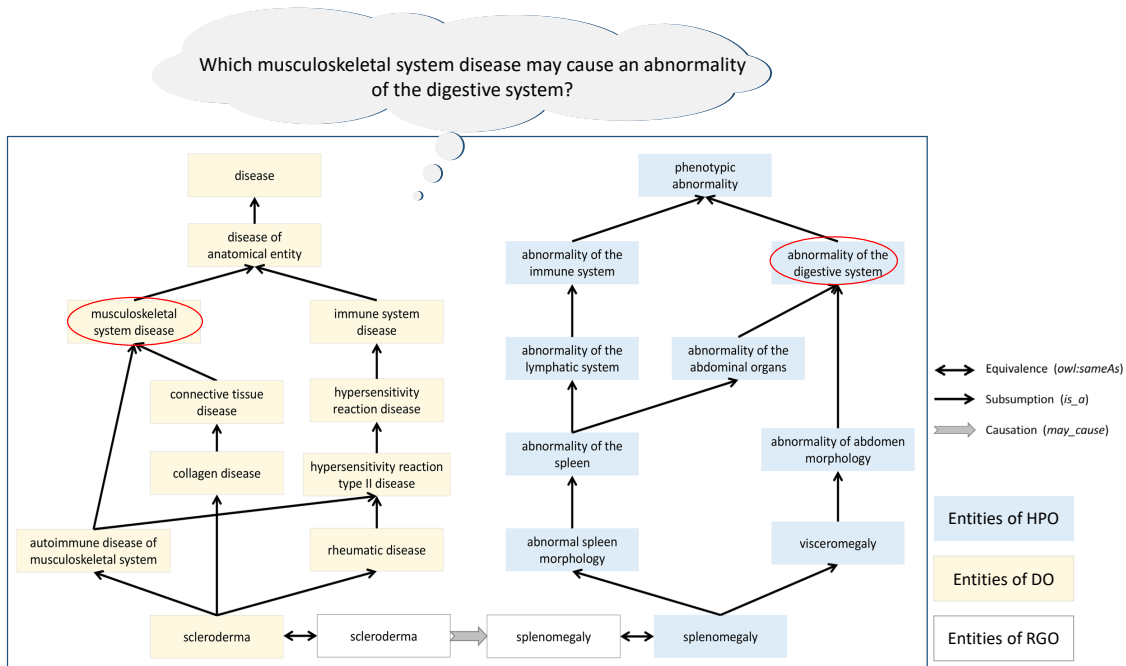 Which musculoskeletal system disease may cause an abnormality
of the digestive system?
disease
disease of
anatomical entity
musculoskeletal
system disease
immune system
disease
connective tissue
disease
hypersensitivity
reaction disease
collagen disease
hypersensitivity reaction
type II disease
autoimmune disease of
musculoskeletal system
rheumatic disease
scleroderma
scleroderma
phenotypic
abnormality
abnormality of the
immune system
abnormality of the
digestive system
abnormality of the
lymphatic system
abnormality of the
abdominal organs
abnormality of
the spleen
abnormality of abdomen
morphology
abnormal spleen
morphology
visceromegaly
splenomegaly
splenomegaly
Equivalence (owl:sameAs)
Subsumption (is_a)
Causation (may_cause)
Entities of HPO
Entities of DO
Entities of RGO